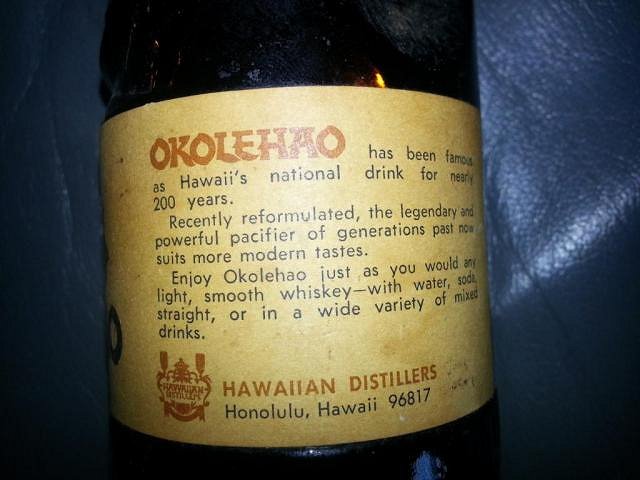 OKOLEHAO has been famous
as Hawaii's national drink for nearly
200 years.
Recently reformulated, the legendary and
powerful pacifier of generations past now
suits more modern tastes.
Enjoy Okolehao just as you would any
light, smooth whiskey—with water, soda,
straight, or in a wide variety of mixed
drinks.
HAWAIIAN
DISTILLERS
HAWAIIAN DISTILLERS
Honolulu, Hawaii 96817